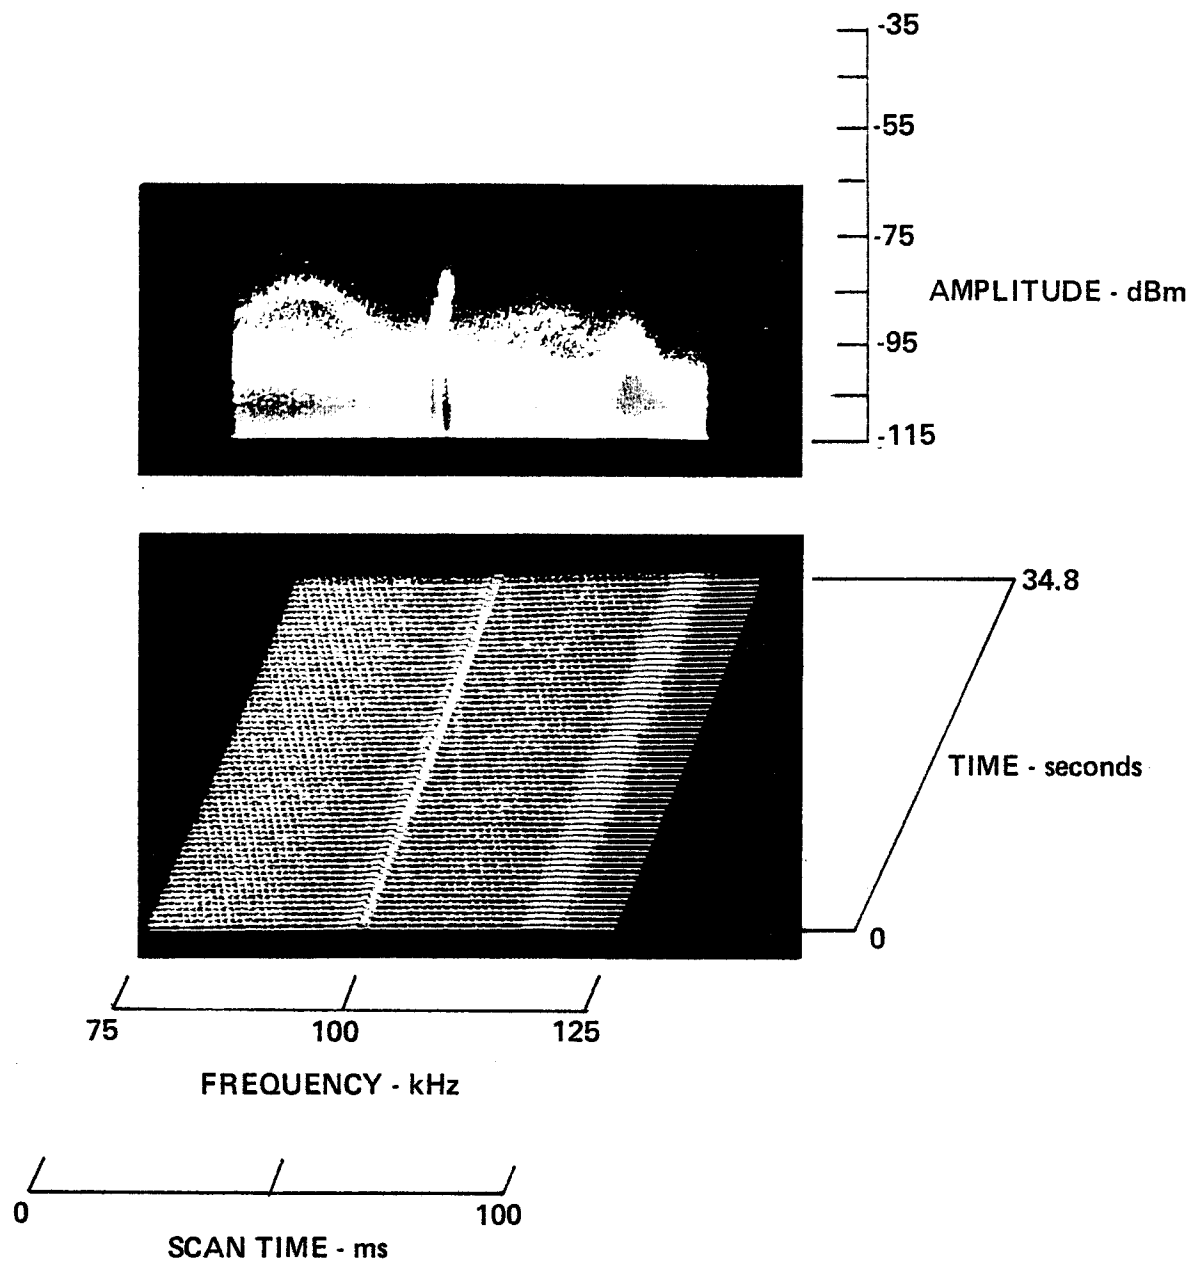 -35
-55
-75
AMPLITUDE - dBm
-95
-115
34.8
TIME - seconds
0
75 100 125
FREQUENCY - kHz
0 100
SCAN TIME - ms